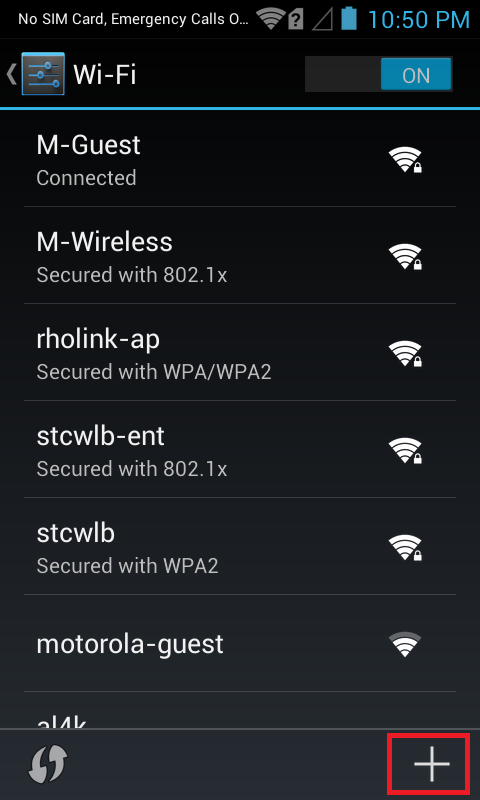 No SIM Card, Emergency Calls O... 10:50 PM
Wi-Fi ON
M-Guest
Connected
M-Wireless
Secured with 802.1x
rholink-ap
Secured with WPA/WPA2
stcwlb-ent
Secured with 802.1x
stcwlb
Secured with WPA2
motorola-guest
al4k